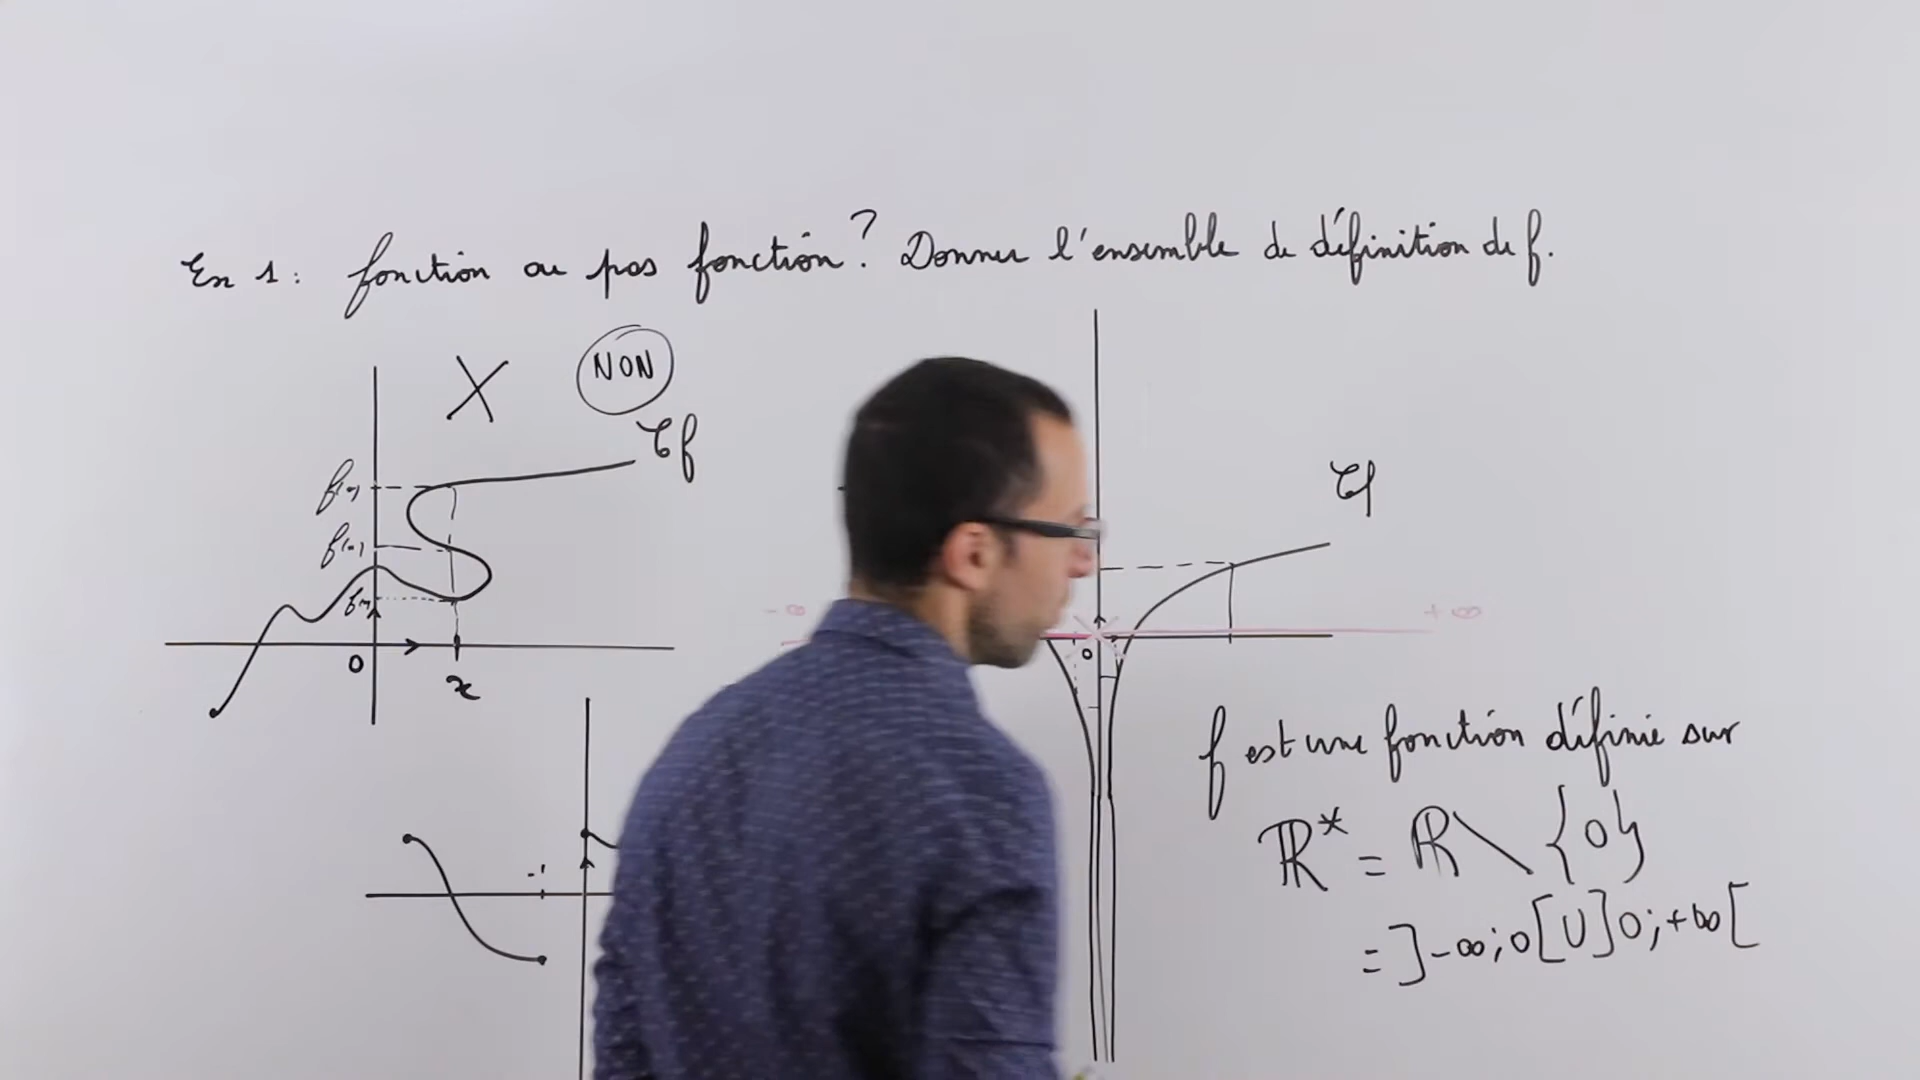 Ex 1: fonction ou pas fonction? Donner l'ensemble de définition de f.
NON
Cf
f(x)
f(x)
f(x)
0
x
Cf
-∞
+∞
0
f est une fonction définie sur
ℝ* = ℝ \ {0}
= ]-∞;0[U]0;+∞[
-1